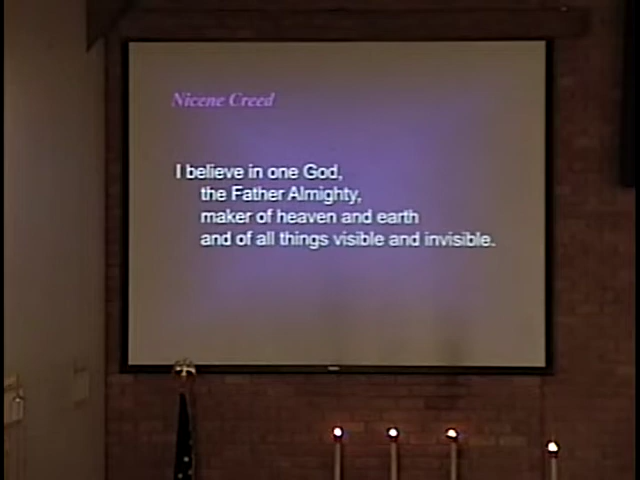 Nicene Creed
I believe in one God,
the Father Almighty,
maker of heaven and earth
and of all things visible and invisible.